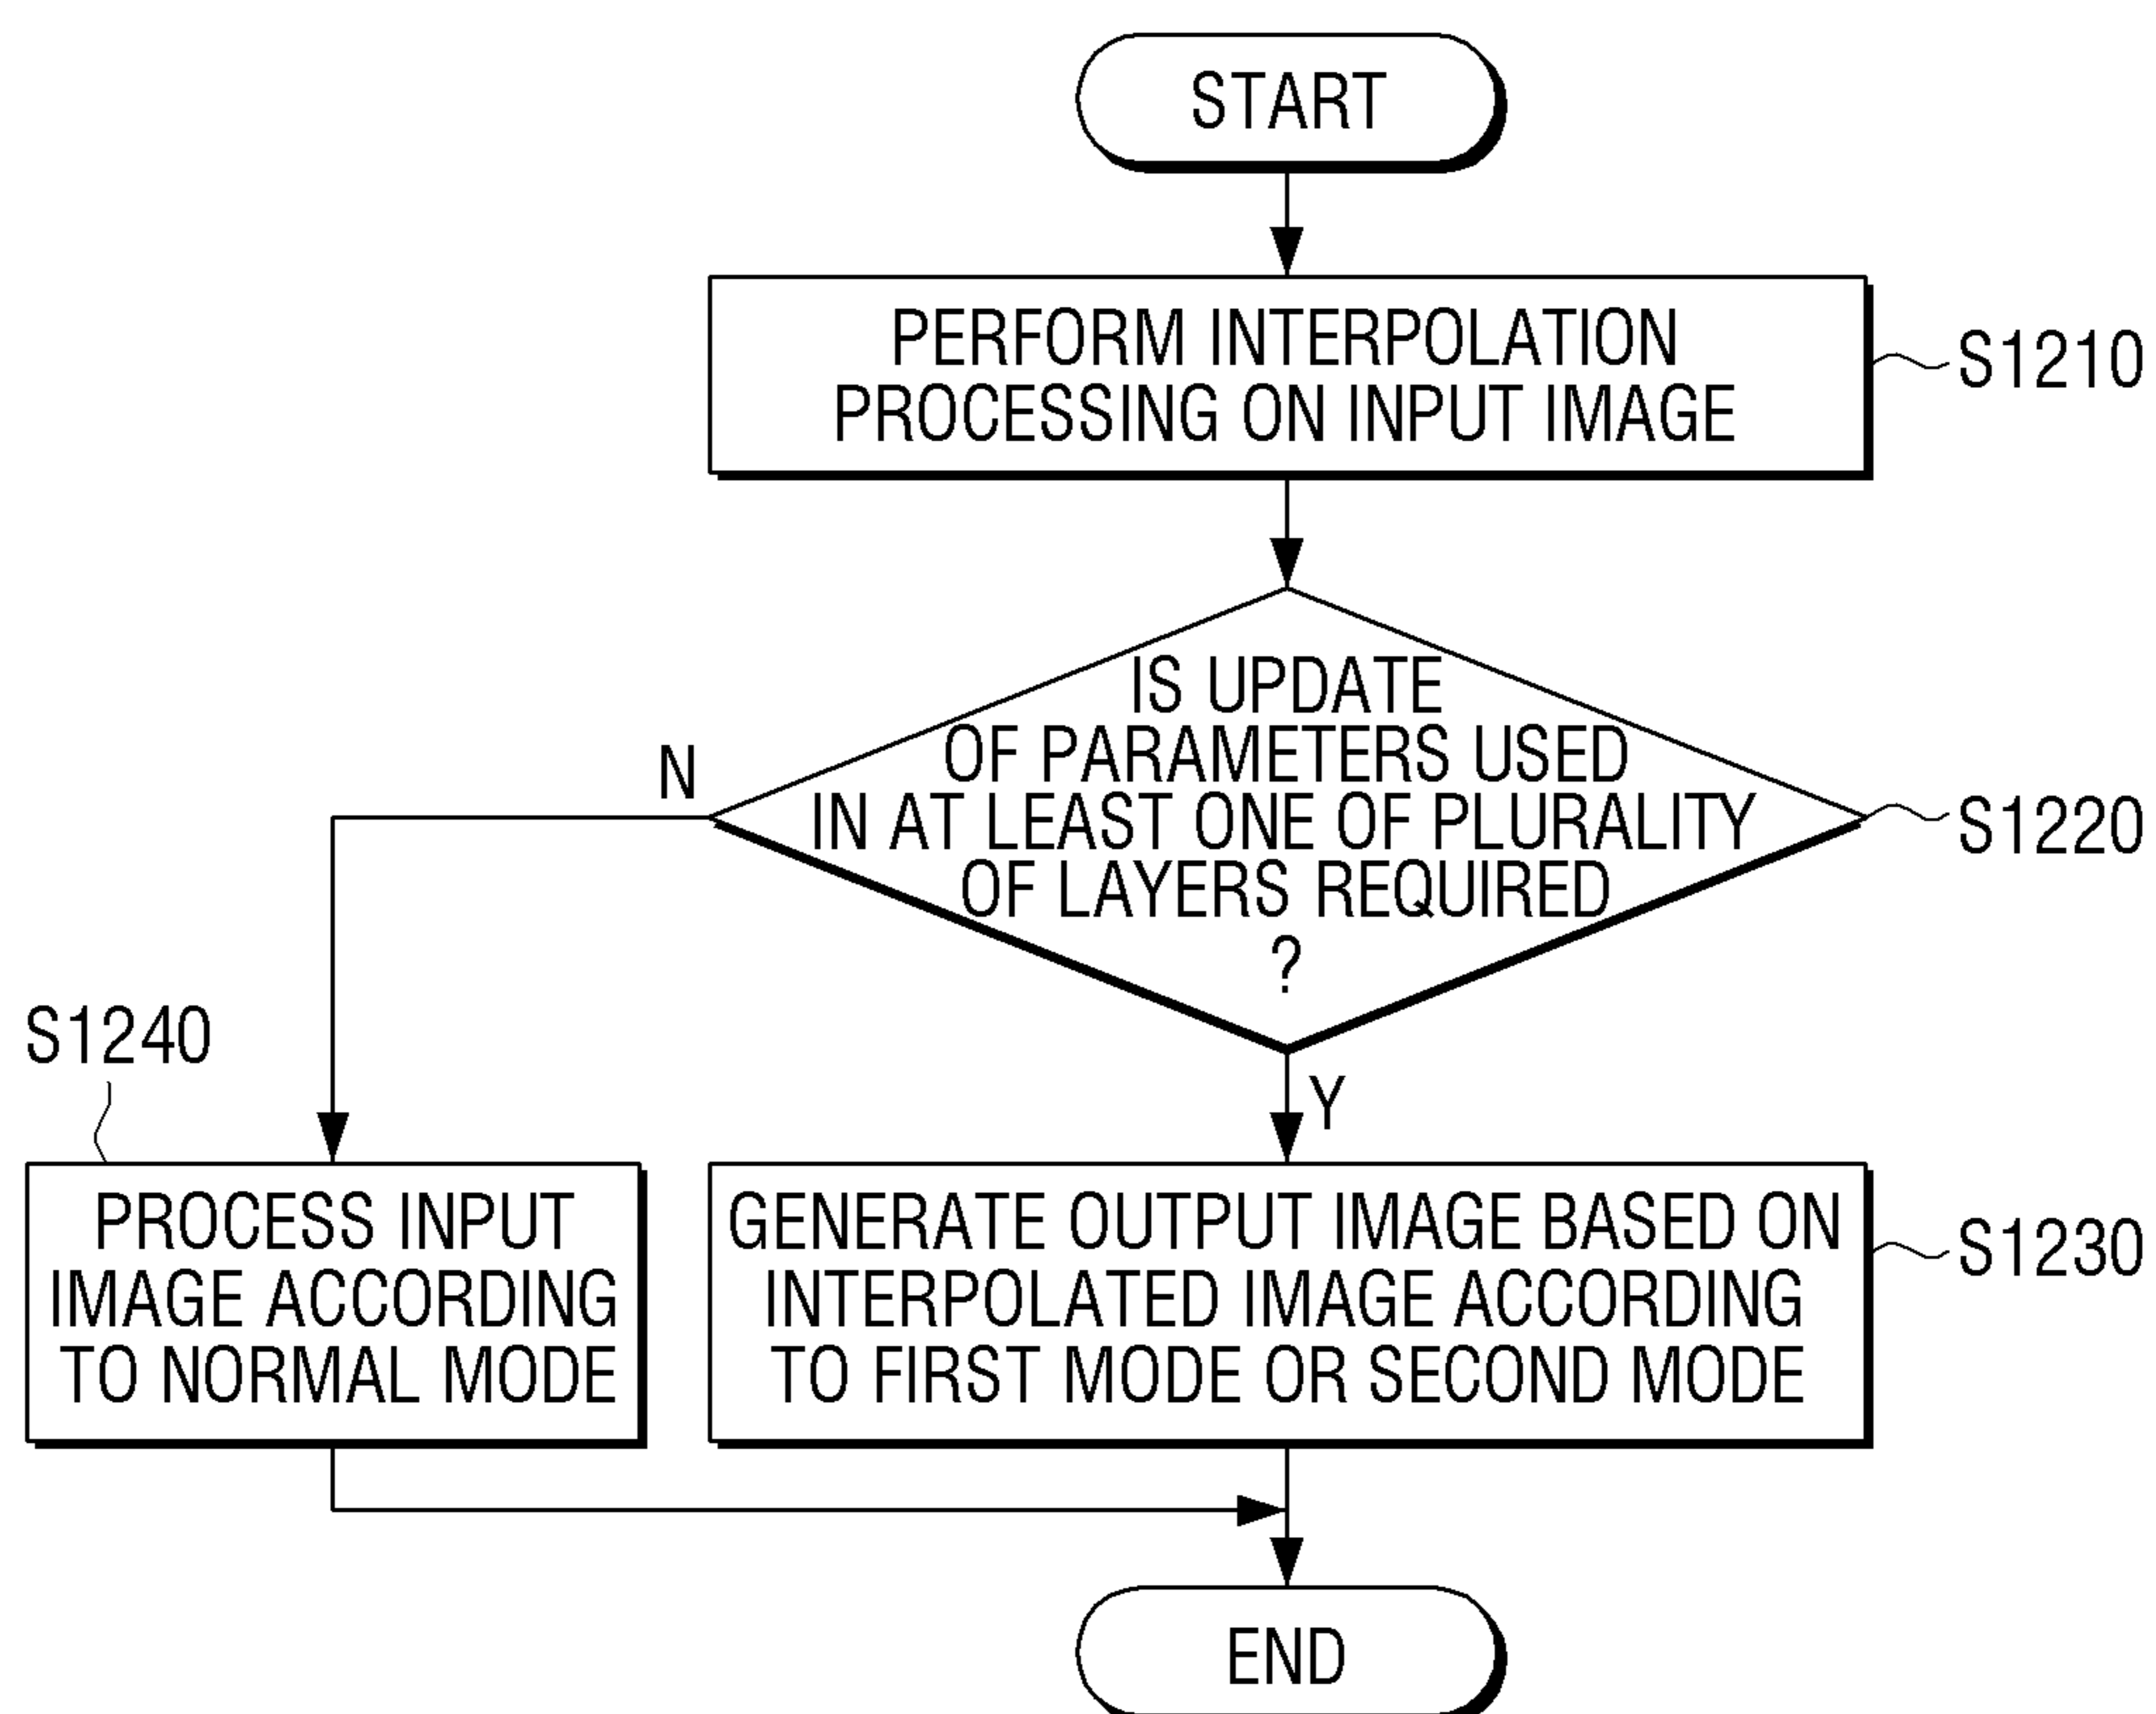 START
PERFORM INTERPOLATION
PROCESSING ON INPUT IMAGE
S1210
IS UPDATE
OF PARAMETERS USED
IN AT LEAST ONE OF PLURALITY
OF LAYERS REQUIRED
?
S1220
N
Y
S1240
PROCESS INPUT
IMAGE ACCORDING
TO NORMAL MODE
GENERATE OUTPUT IMAGE BASED ON
INTERPOLATED IMAGE ACCORDING
TO FIRST MODE OR SECOND MODE
S1230
END